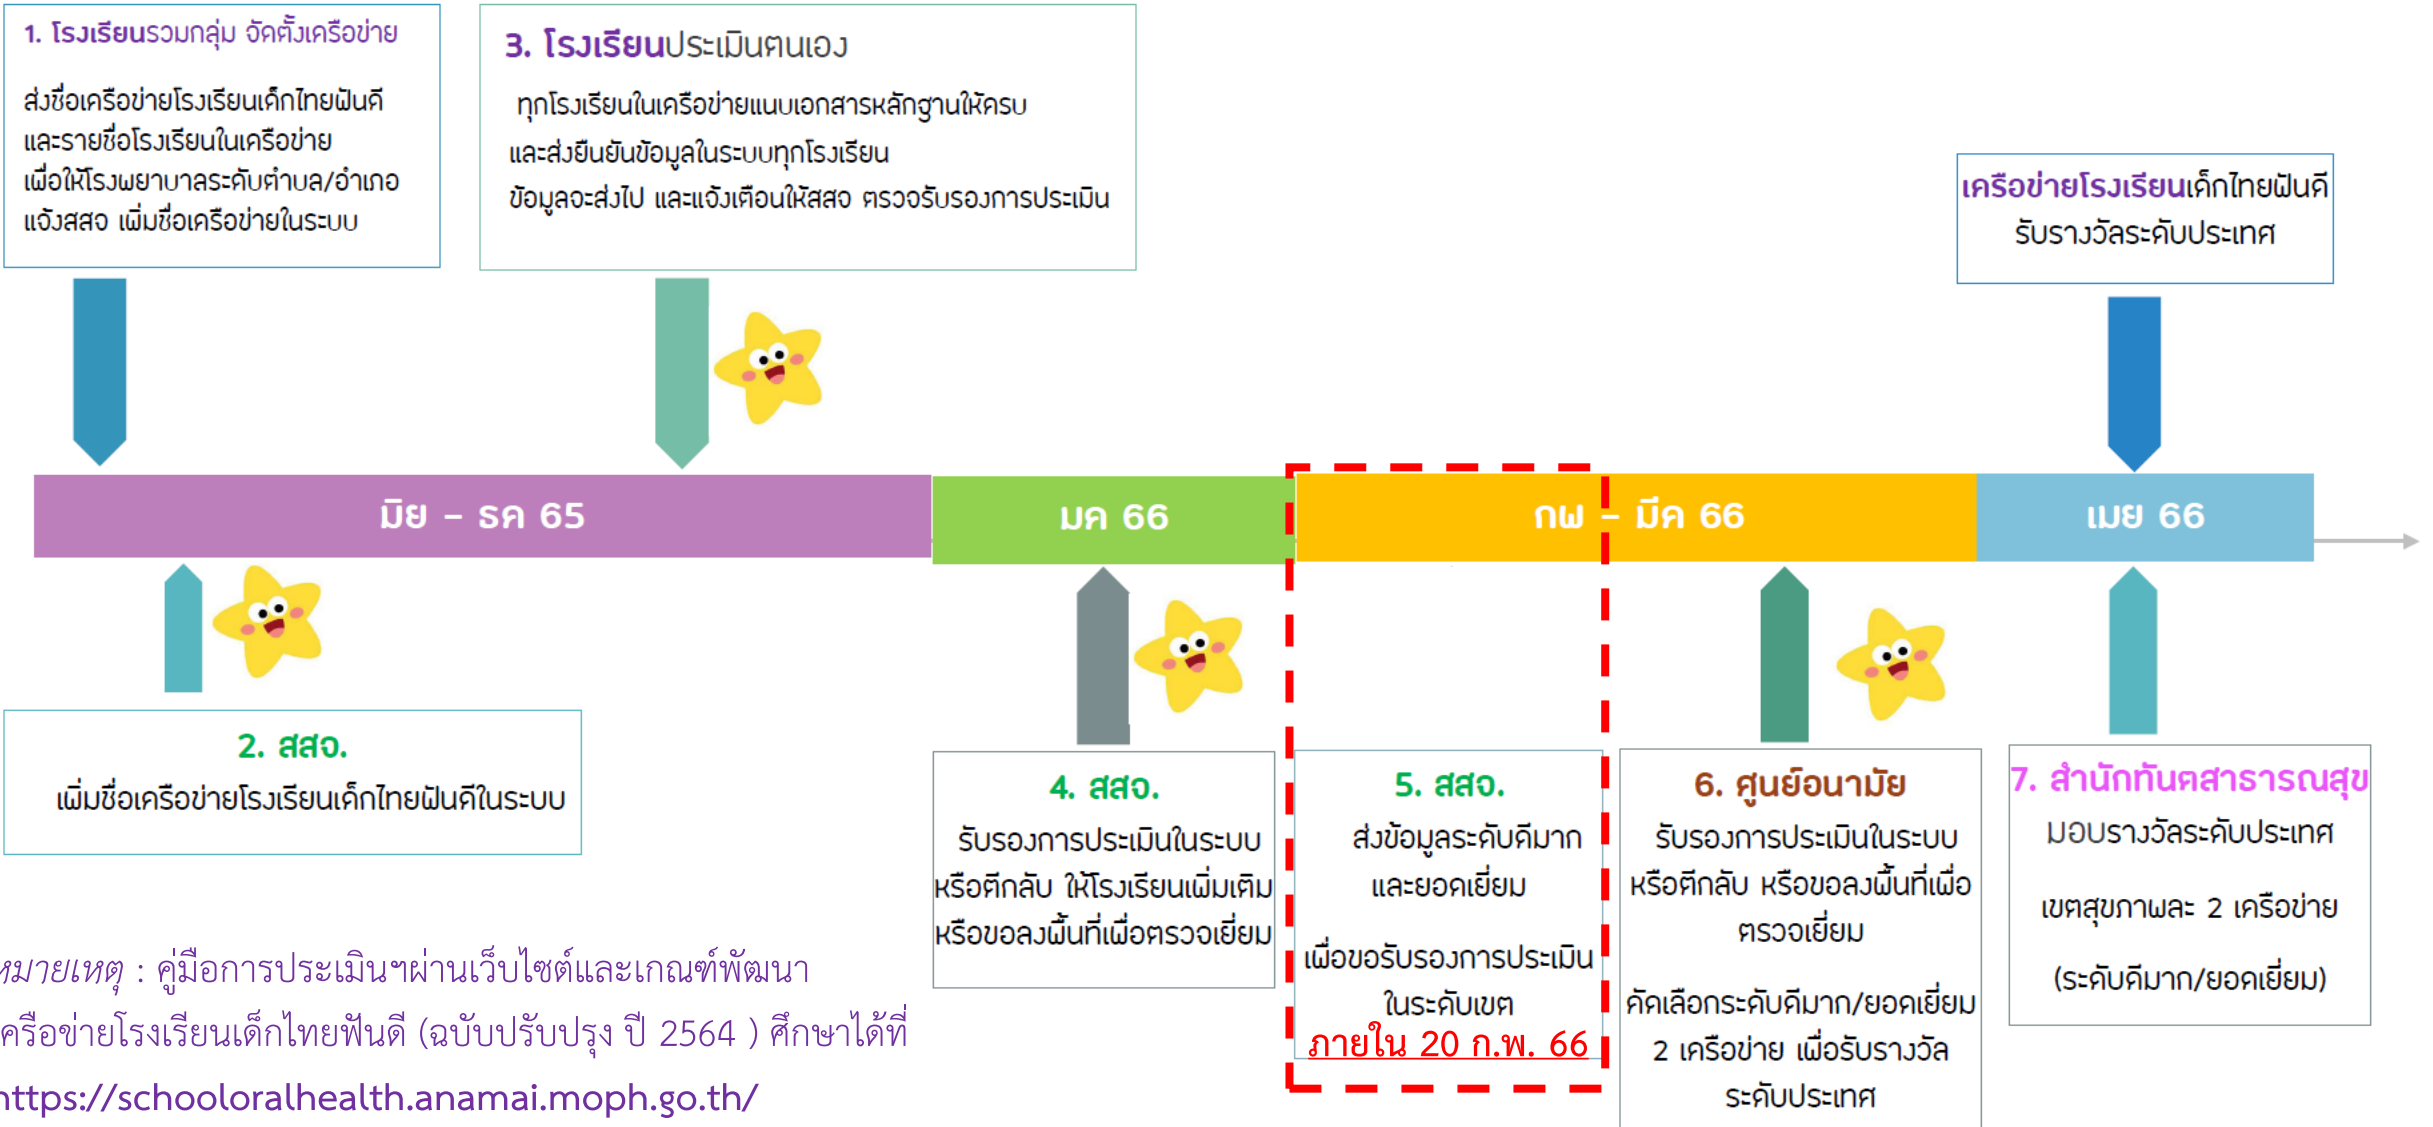 1. โรงเรียนรวมกลุ่ม จัดตั้งเครือข่าย
ส่งชื่อเครือข่ายโรงเรียนเด็กไทยฟันดี
และรายชื่อโรงเรียนในเครือข่าย
เพื่อให้โรงพยาบาลระดับตำบล/อำเภอ
แจ้งสสจ เพิ่มชื่อเครือข่ายในระบบ
3. โรงเรียนประเมินตนเอง
ทุกโรงเรียนในเครือข่ายแนบเอกสารหลักฐานให้ครบ
และส่งยืนยันข้อมูลในระบบทุกโรงเรียน
ข้อมูลจะส่งไป และแจ้งเตือนให้สสจ ตรวจรับรองการประเมิน
เครือข่ายโรงเรียนเด็กไทยฟันดี
รับรางวัลระดับประเทศ
มิย – ธค 65
มค 66
กพ – มีค 66
เมย 66
2. สสจ.
เพิ่มชื่อเครือข่ายโรงเรียนเด็กไทยฟันดีในระบบ
4. สสจ.
รับรองการประเมินในระบบ
หรือตีกลับ ให้โรงเรียนเพิ่มเติม
หรือขอลงพื้นที่เพื่อตรวจเยี่ยม
5. สสจ.
ส่งข้อมูลระดับดีมาก
และยอดเยี่ยม
เพื่อขอรับรองการประเมิน
ในระดับเขต
ภายใน 20 ก.พ. 66
6. ศูนย์อนามัย
รับรองการประเมินในระบบ
หรือตีกลับ หรือขอลงพื้นที่เพื่อ
ตรวจเยี่ยม
คัดเลือกระดับดีมาก/ยอดเยี่ยม
2 เครือข่าย เพื่อรับรางวัล
ระดับประเทศ
7. สำนักทันตสาธารณสุข
มอบรางวัลระดับประเทศ
เขตสุขภาพละ 2 เครือข่าย
(ระดับดีมาก/ยอดเยี่ยม)
หมายเหตุ : คู่มือการประเมินฯผ่านเว็บไซต์และเกณฑ์พัฒนา
เครือข่ายโรงเรียนเด็กไทยฟันดี (ฉบับปรับปรุง ปี 2564 ) ศึกษาได้ที่
https://schooloralhealth.anamai.moph.go.th/